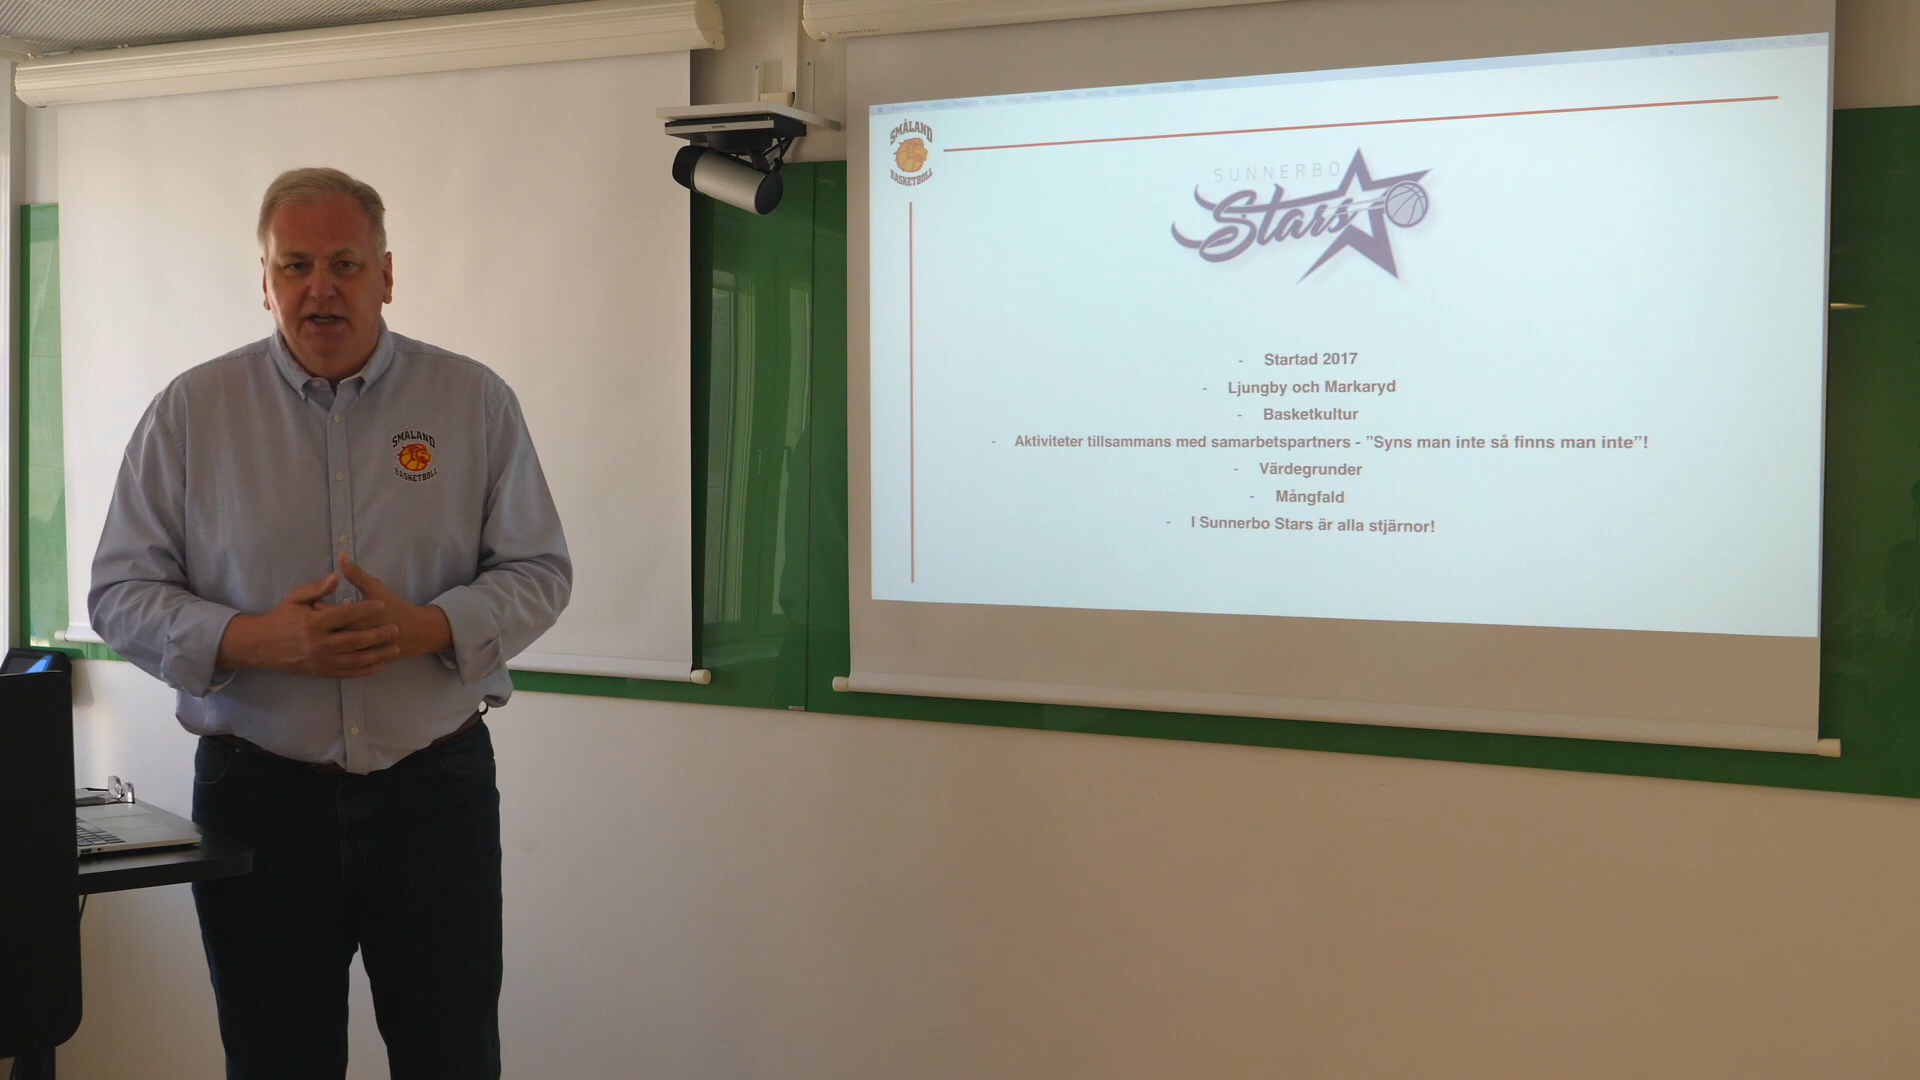 SMÅLAND
BASKETBOLL
SUNNERBO
Stars
- Startad 2017
- Ljungby och Markaryd
- Basketkultur
- Aktiviteter tillsammans med samarbetspartners - ”Syns man inte så finns man inte”!
- Värdegrunder
- Mångfald
- I Sunnerbo Stars är alla stjärnor!
SMÅLAND
BASKETBOLL